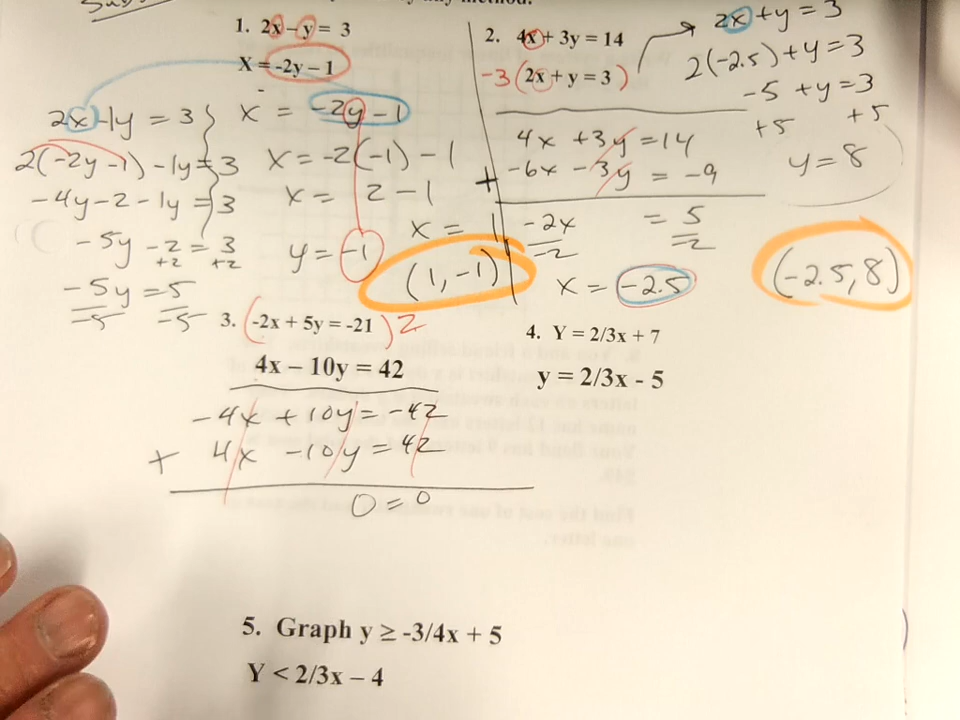 1. 2x – y = 3
X = -2y – 1
2x - 1y = 3
2(-2y - 1) - 1y = 3
-4y - 2 - 1y = 3
-5y - 2 = 3
+2 +2
-5y = 5
-5 -5
x = -2y - 1
x = -2(-1) - 1
x = 2 - 1
x = 1
y = -1
(1, -1)
2. 4x + 3y = 14
-3(2x + y = 3)
4x + 3y = 14
+ -6x - 3y = -9
-2x = 5
-2 -2
x = -2.5
2x + y = 3
2(-2.5) + y = 3
-5 + y = 3
+5 +5
y = 8
(-2.5, 8)
3. (-2x + 5y = -21)2
4x – 10y = 42
-4x + 10y = -42
+ 4x - 10y = 42
0 = 0
4. Y = 2/3x + 7
y = 2/3x - 5
5. Graph y ≥ -3/4x + 5
Y < 2/3x – 4